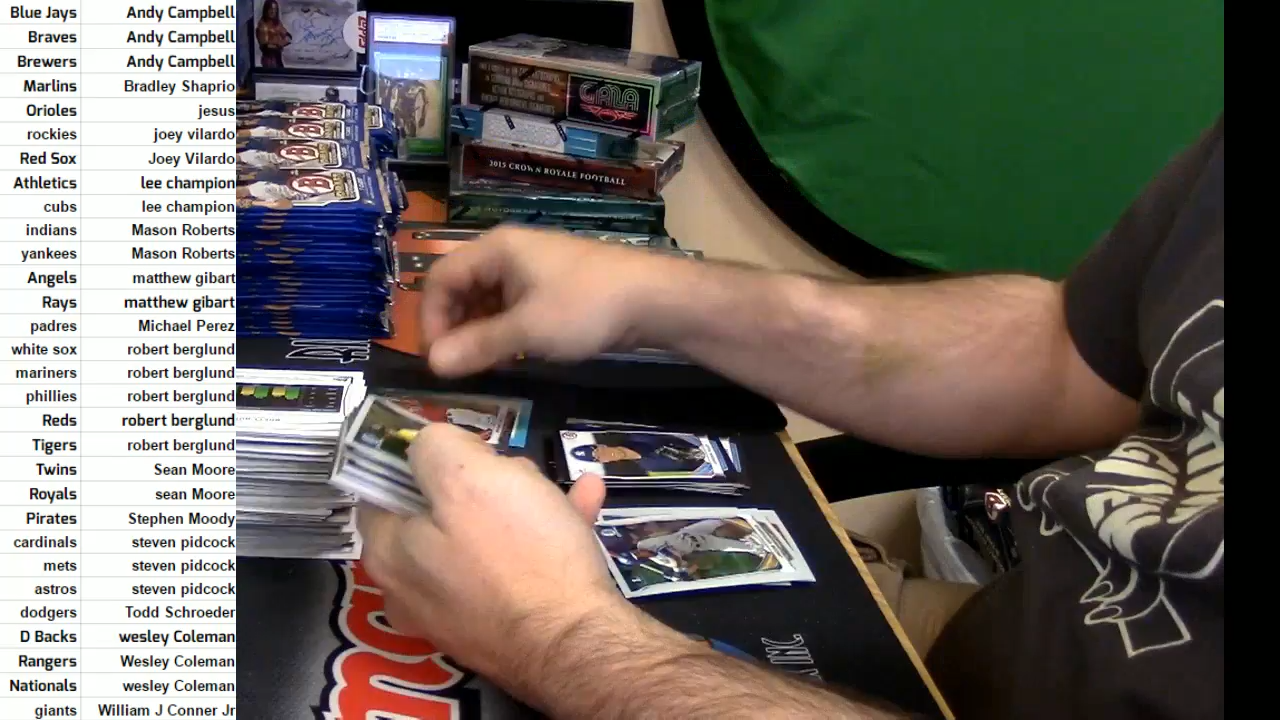 Blue Jays Andy Campbell
Braves Andy Campbell
Brewers Andy Campbell
Marlins Bradley Shaprio
Orioles jesus
rockies joey vilardo
Red Sox Joey Vilardo
Athletics lee champion
cubs lee champion
indians Mason Roberts
yankees Mason Roberts
Angels matthew gibart
Rays matthew gibart
padres Michael Perez
white sox robert berglund
mariners robert berglund
phillies robert berglund
Reds robert berglund
Tigers robert berglund
Twins Sean Moore
Royals sean Moore
Pirates Stephen Moody
cardinals steven pidcock
mets steven pidcock
astros steven pidcock
dodgers Todd Schroeder
D Backs wesley Coleman
Rangers Wesley Coleman
Nationals wesley Coleman
giants William J Conner Jr
GALA
2015 CROWN ROYALE FOOTBALL
INC